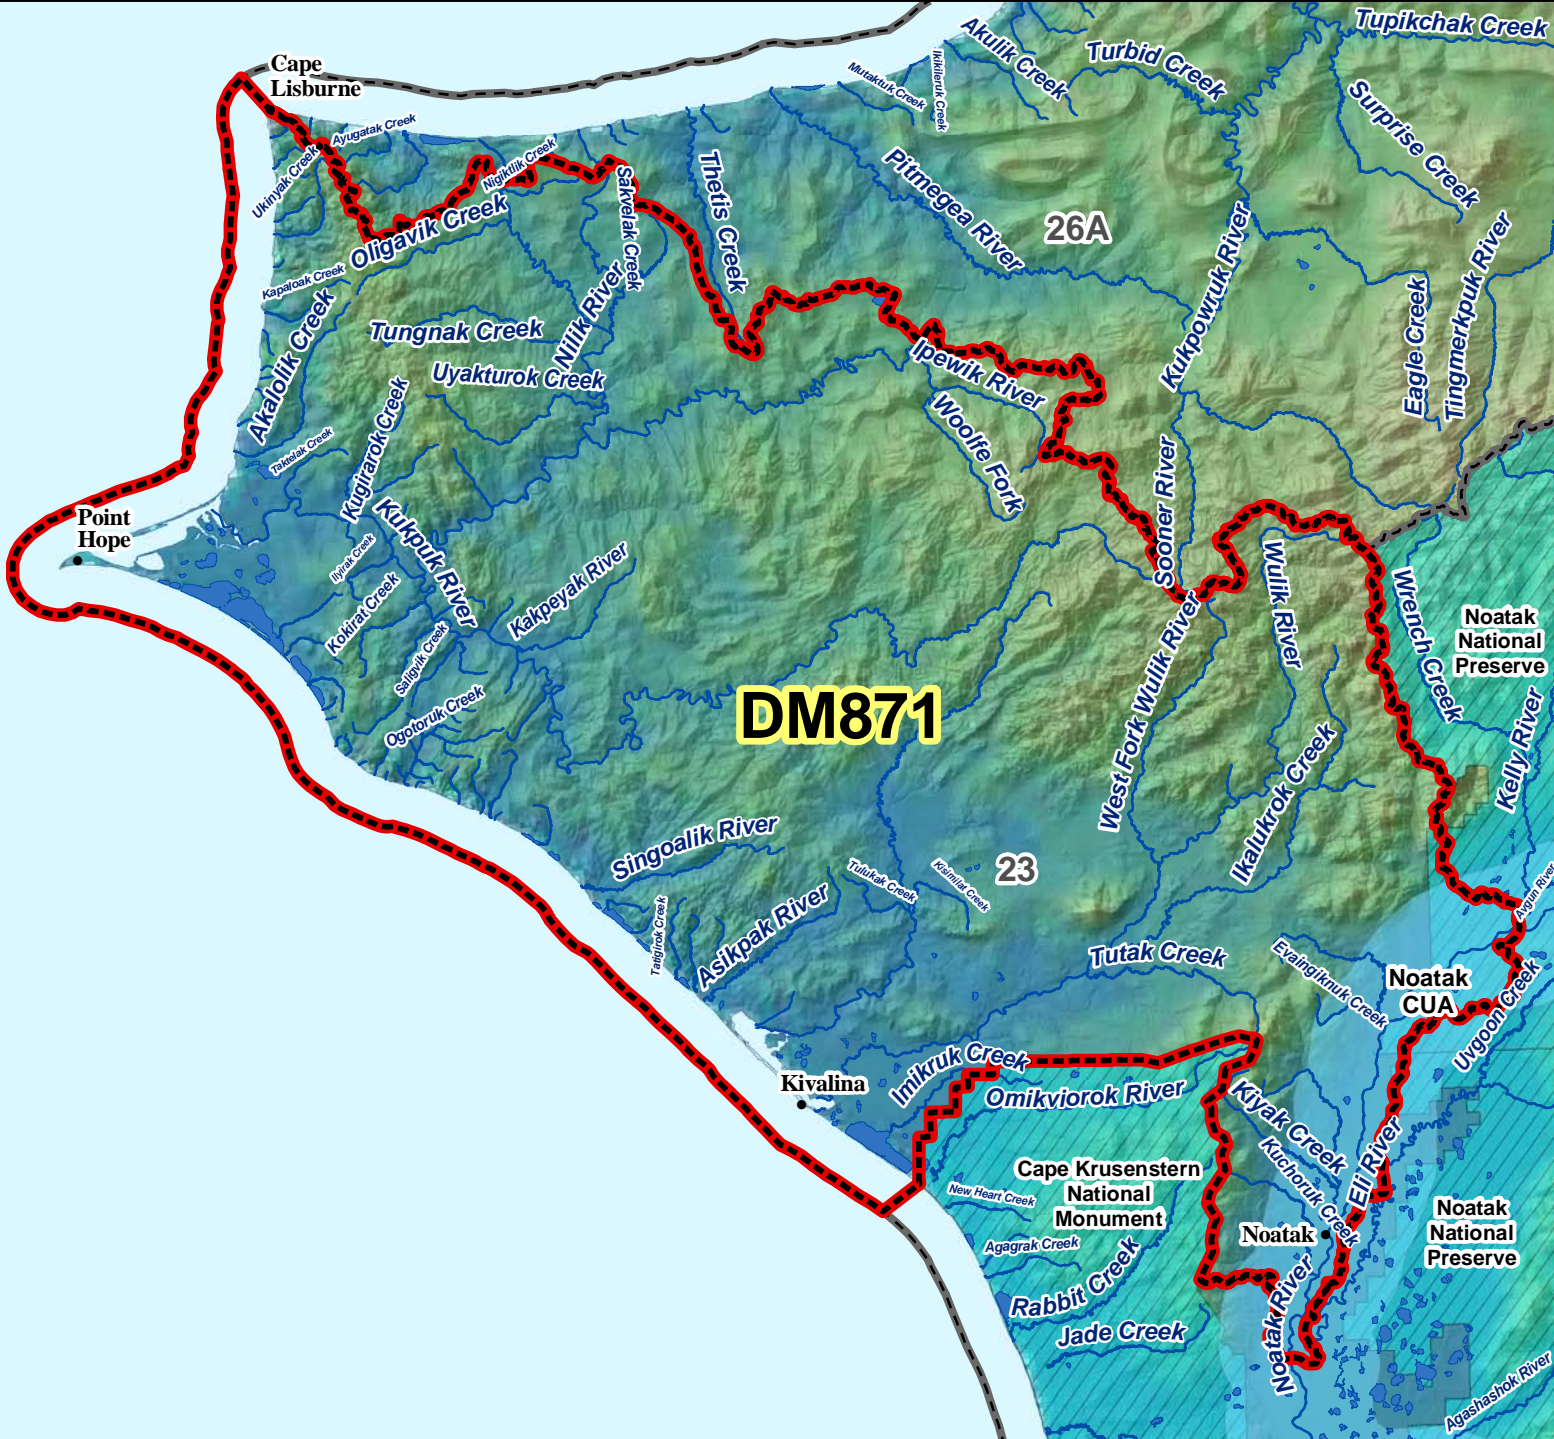 Tupikchak Creek
Akulik Creek
Turbid Creek
Cape
Lisburne
Mutaktuk Creek
Ikikileruk Creek
Surprise Creek
Ayugatak Creek
Ukinyak Creek
Nigiktlik Creek
Sakvelak Creek
Thetis Creek
Pitmegea River
26A
Oligavik Creek
Kapaloak Creek
Akalolik Creek
Tungnak Creek
Nilik River
Uyakturok Creek
Kukpowruk River
Eagle Creek
Tingmerkpuk River
Ipewik River
Woolfe Fork
Kugirarok Creek
Taktelak Creek
Sooner River
Point
Hope
Kukpuk River
Ilyirak Creek
Kokirat Creek
Kakpeyak River
Saligvik Creek
Ogotoruk Creek
Wulik River
Wrench Creek
Noatak
National
Preserve
West Fork Wulik River
DM871
Kelly River
Ikalukrok Creek
Singoalik River
Tulukak Creek
Kisimilat Creek
23
Avgun River
Tatigirok Creek
Asikpak River
Tutak Creek
Evaingiknuk Creek
Noatak
CUA
Uvgoon Creek
Imikruk Creek
Kivalina
Omikviorok River
Kiyak Creek
Kuchoruk Creek
Eli River
Cape Krusenstern
National
Monument
New Heart Creek
Agagrak Creek
Rabbit Creek
Jade Creek
Noatak
Noatak River
Noatak
National
Preserve
Agashashok River